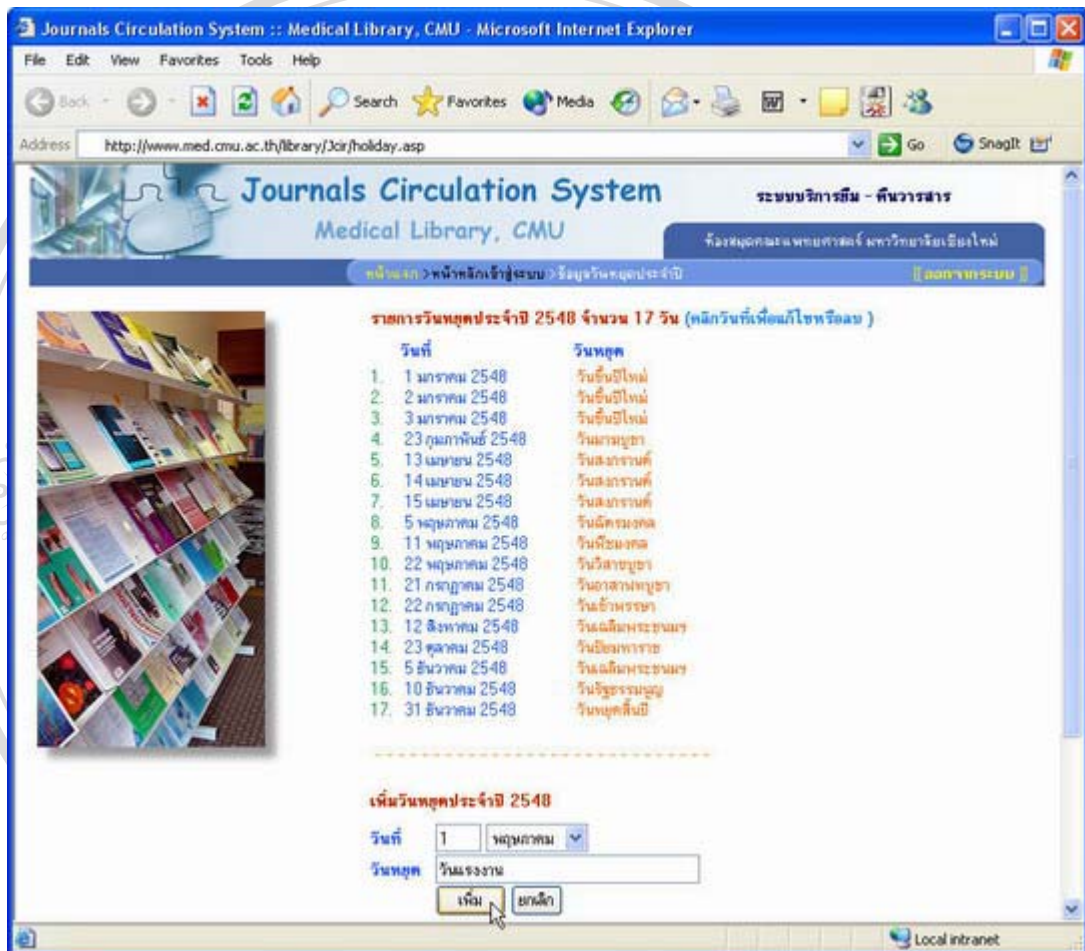 Journals Circulation System :: Medical Library, CMU - Microsoft Internet Explorer
File Edit View Favorites Tools Help
Back Search Favorites Media
Address http://www.med.cmu.ac.th/library/Jcir/holiday.asp Go SnagIt
Journals Circulation System
ระบบบริการยืม - คืนวารสาร
Medical Library, CMU
ห้องสมุดคณะแพทยศาสตร์ มหาวิทยาลัยเชียงใหม่
หน้าแรก >หน้าหลักเข้าสู่ระบบ >ข้อมูลวันหยุดประจำปี [[ ออกจากระบบ ]]
รายการวันหยุดประจำปี 2548 จำนวน 17 วัน (คลิกวันที่เพื่อแก้ไขหรือลบ )
วันที่ วันหยุด
1. 1 มกราคม 2548 วันขึ้นปีใหม่
2. 2 มกราคม 2548 วันขึ้นปีใหม่
3. 3 มกราคม 2548 วันขึ้นปีใหม่
4. 23 กุมภาพันธ์ 2548 วันมาฆบูชา
5. 13 เมษายน 2548 วันสงกรานต์
6. 14 เมษายน 2548 วันสงกรานต์
7. 15 เมษายน 2548 วันสงกรานต์
8. 5 พฤษภาคม 2548 วันฉัตรมงคล
9. 11 พฤษภาคม 2548 วันพืชมงคล
10. 22 พฤษภาคม 2548 วันวิสาขบูชา
11. 21 กรกฎาคม 2548 วันอาสาฬหบูชา
12. 22 กรกฎาคม 2548 วันเข้าพรรษา
13. 12 สิงหาคม 2548 วันเฉลิมพระชนมฯ
14. 23 ตุลาคม 2548 วันปิยมหาราช
15. 5 ธันวาคม 2548 วันเฉลิมพระชนมฯ
16. 10 ธันวาคม 2548 วันรัฐธรรมนูญ
17. 31 ธันวาคม 2548 วันหยุดสิ้นปี
เพิ่มวันหยุดประจำปี 2548
วันที่ 1 พฤษภาคม
วันหยุด วันแรงงาน
เพิ่ม ยกเลิก
Local intranet